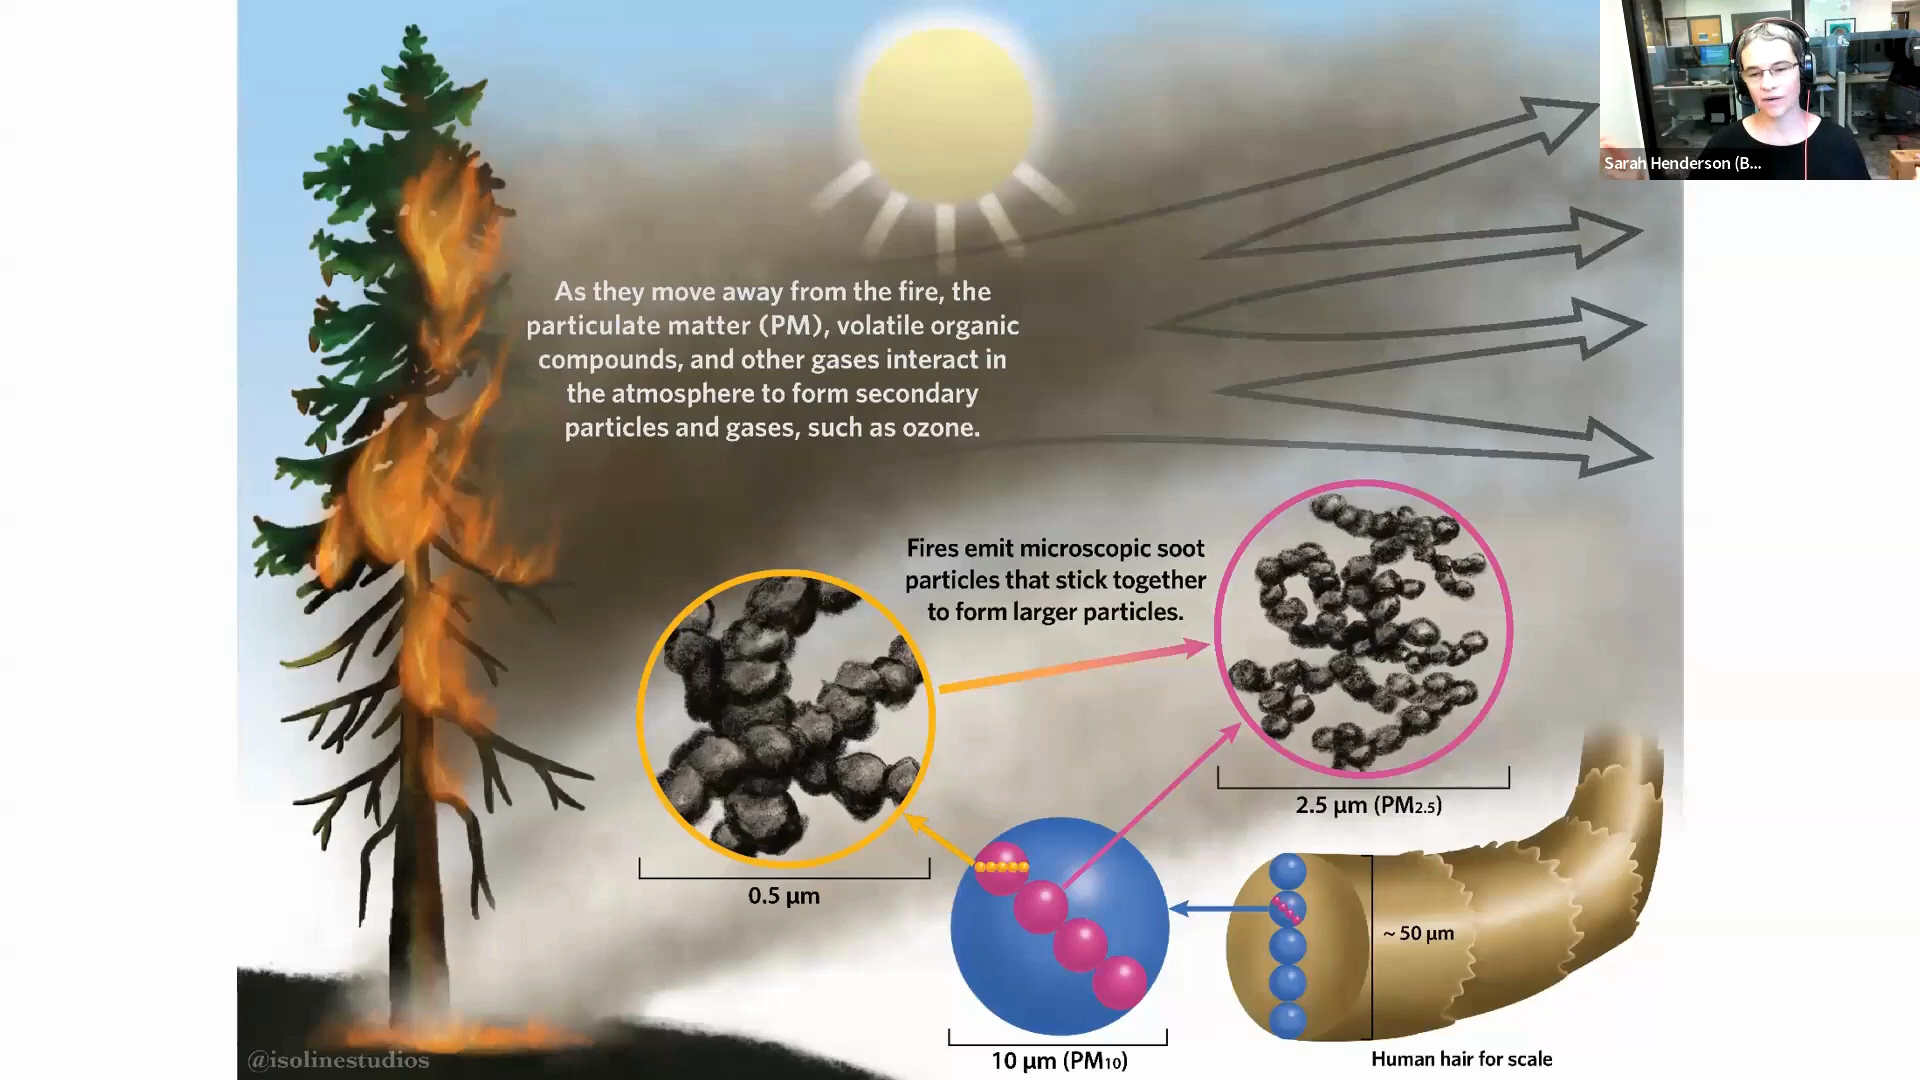 Sarah Henderson (B...
As they move away from the fire, the
particulate matter (PM), volatile organic
compounds, and other gases interact in
the atmosphere to form secondary
particles and gases, such as ozone.
Fires emit microscopic soot
particles that stick together
to form larger particles.
2.5 µm (PM2.5)
0.5 µm
~ 50 µm
10 µm (PM10)
Human hair for scale
@isolinestudios